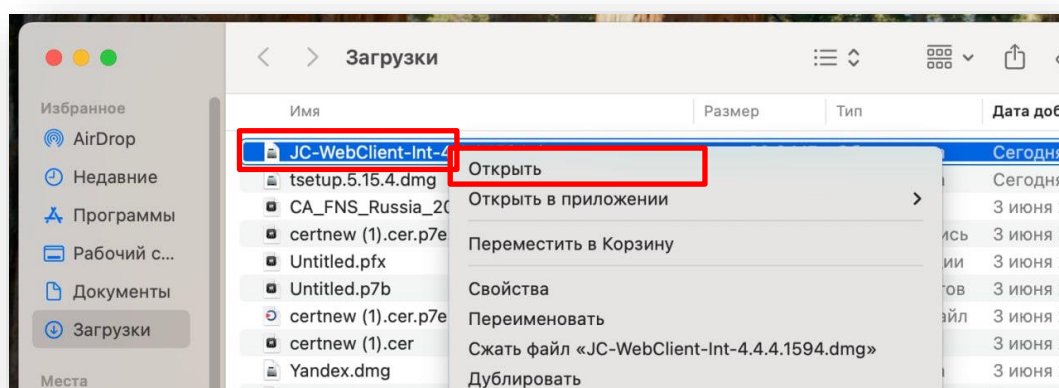 Загрузки
Избранное
AirDrop
Недавние
Программы
Рабочий с...
Документы
Загрузки
Места
Имя
Размер
Тип
Дата доб
JC-WebClient-Int-4
Сегодня
tsetup.5.15.4.dmg
Сегодня
CA_FNS_Russia_20
3 июня
certnew (1).cer.p7e
3 июня
Untitled.pfx
3 июня
Untitled.p7b
3 июня
certnew (1).cer.p7e
3 июня
certnew (1).cer
3 июня
Yandex.dmg
3 июня
Открыть
Открыть в приложении
Переместить в Корзину
Свойства
Переименовать
Сжать файл «JC-WebClient-Int-4.4.4.1594.dmg»
Дублировать